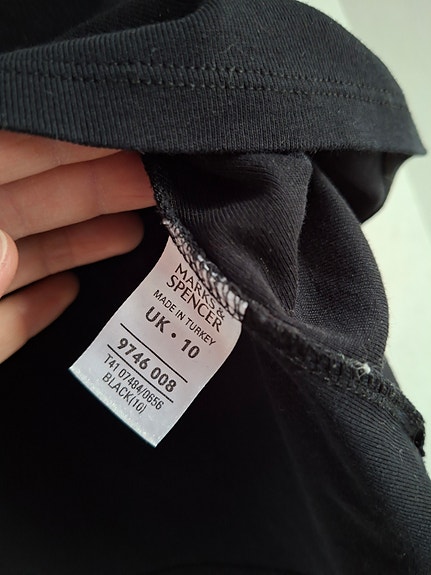 MARKS &
SPENCER
MADE IN TURKEY
UK · 10
9746 008
T41 07484/0656
BLACK(10)